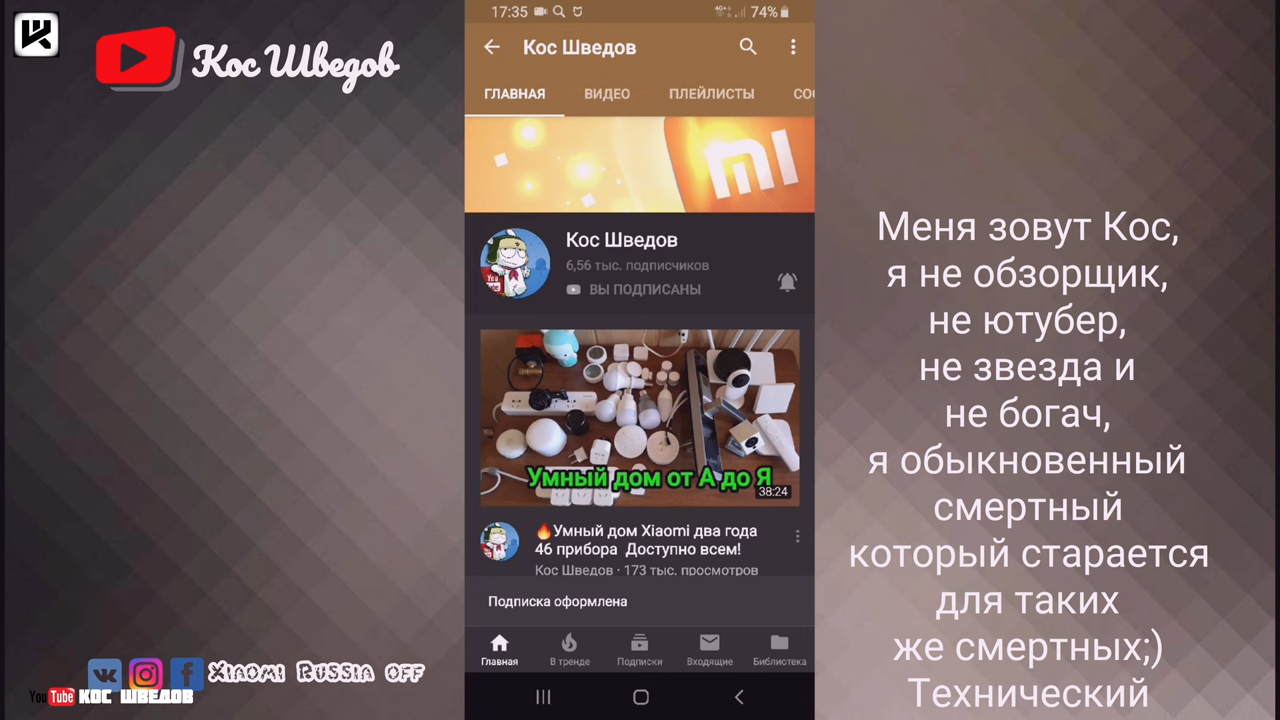 Кос Шведов
17:35
4G+
74%
Кос Шведов
ГЛАВНАЯ ВИДЕО ПЛЕЙЛИСТЫ СОО
mi
Кос Шведов
6,56 тыс. подписчиков
ВЫ ПОДПИСАНЫ
You
Умный дом от А до Я
38:24
🔥Умный дом Xiaomi два года
46 прибора Доступно всем!
Кос Шведов · 173 тыс. просмотров
Подписка оформлена
Главная В тренде Подписки Входящие Библиотека
Меня зовут Кос,
я не обзорщик,
не ютубер,
не звезда и
не богач,
я обыкновенный
смертный
который старается
для таких
же смертных;)
Технический
Xiaomi Russia off
YouTube КОС ШВЕДОВ